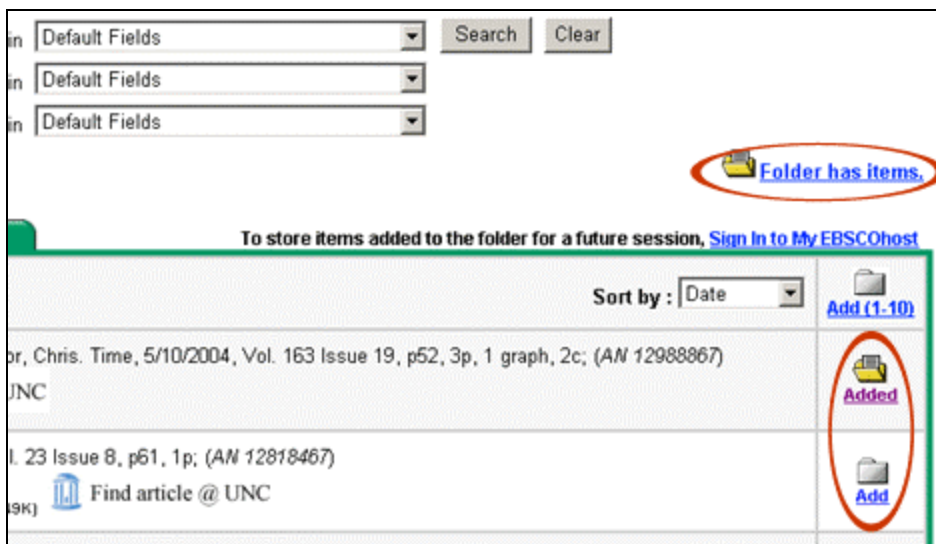 in Default Fields Search Clear
in Default Fields
in Default Fields
Folder has items.
To store items added to the folder for a future session, Sign In to My EBSCOhost
Sort by : Date
Add (1-10)
or, Chris. Time, 5/10/2004, Vol. 163 Issue 19, p52, 3p, 1 graph, 2c; (AN 12988867)
UNC
Added
l. 23 Issue 8, p61, 1p; (AN 12818467)
49K) Find article @ UNC
Add